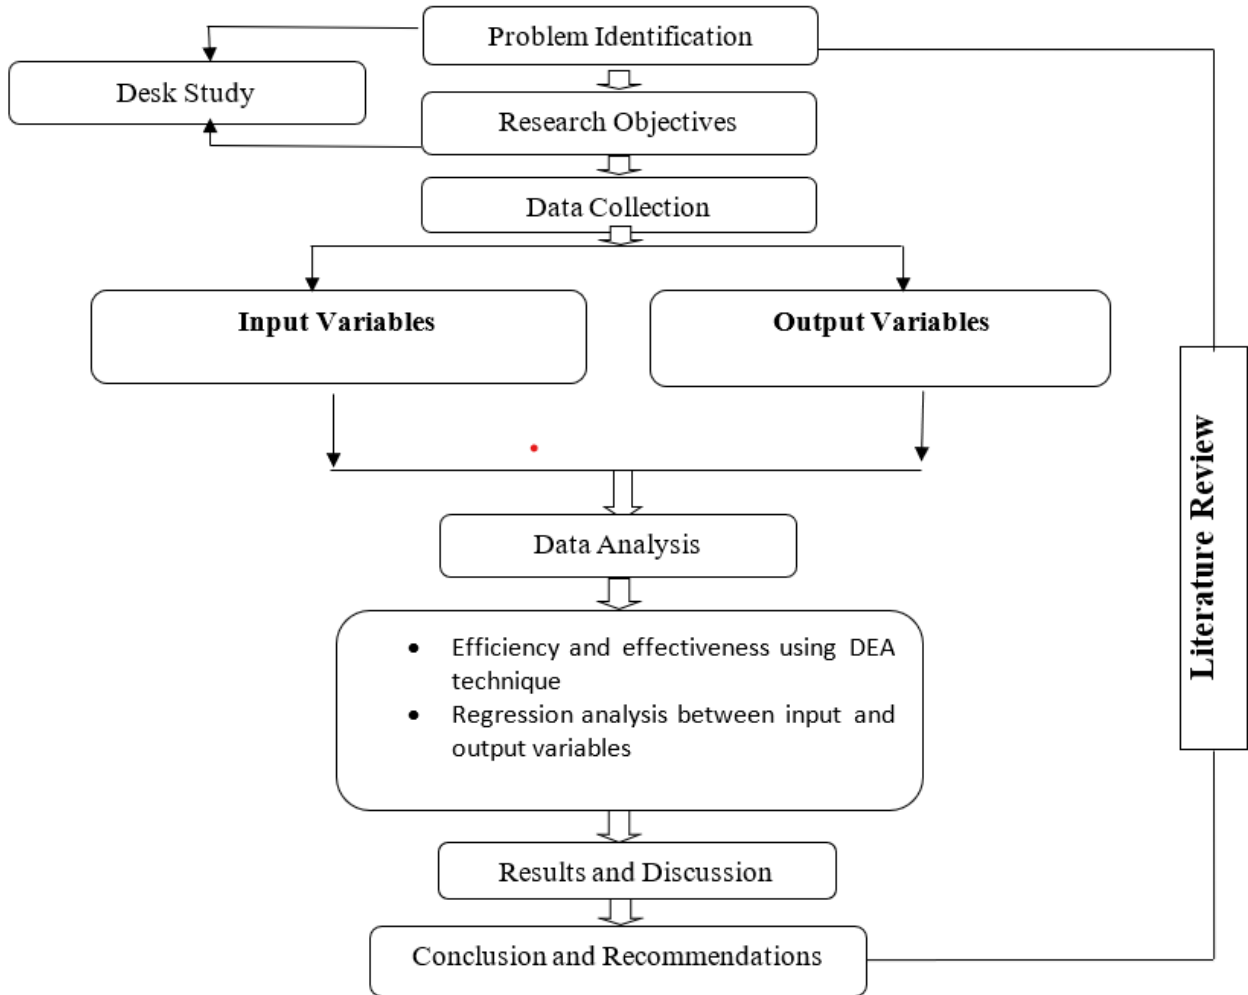 Problem Identification
Desk Study
Research Objectives
Data Collection
Input Variables
Output Variables
Data Analysis
• Efficiency and effectiveness using DEA
technique
• Regression analysis between input and
output variables
Results and Discussion
Conclusion and Recommendations
Literature Review